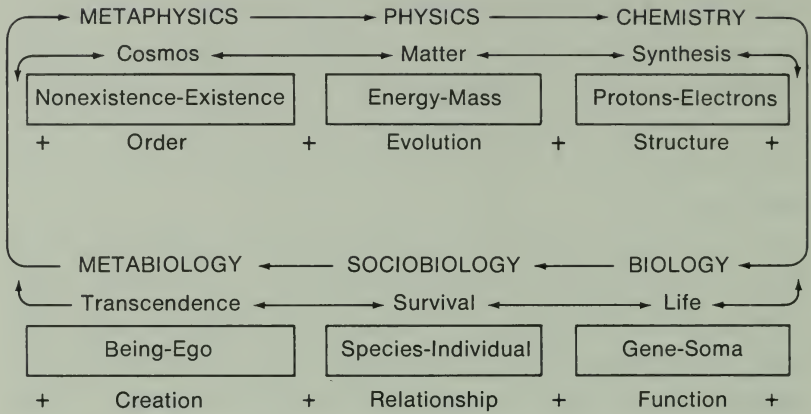 METAPHYSICS PHYSICS CHEMISTRY
Cosmos Matter Synthesis
Nonexistence-Existence Energy-Mass Protons-Electrons
+ Order + Evolution + Structure +
METABIOLOGY SOCIOBIOLOGY BIOLOGY
Transcendence Survival Life
Being-Ego Species-Individual Gene-Soma
+ Creation + Relationship + Function +